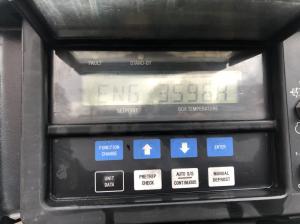 FAULT STAND-BY
ENG 3598H
SETPOINT BOX TEMPERATURE
FUNCTION CHANGE
ENTER
UNIT DATA
PRETRIP CHECK
AUTO S/S CONTINUOUS
MANUAL DEFROST